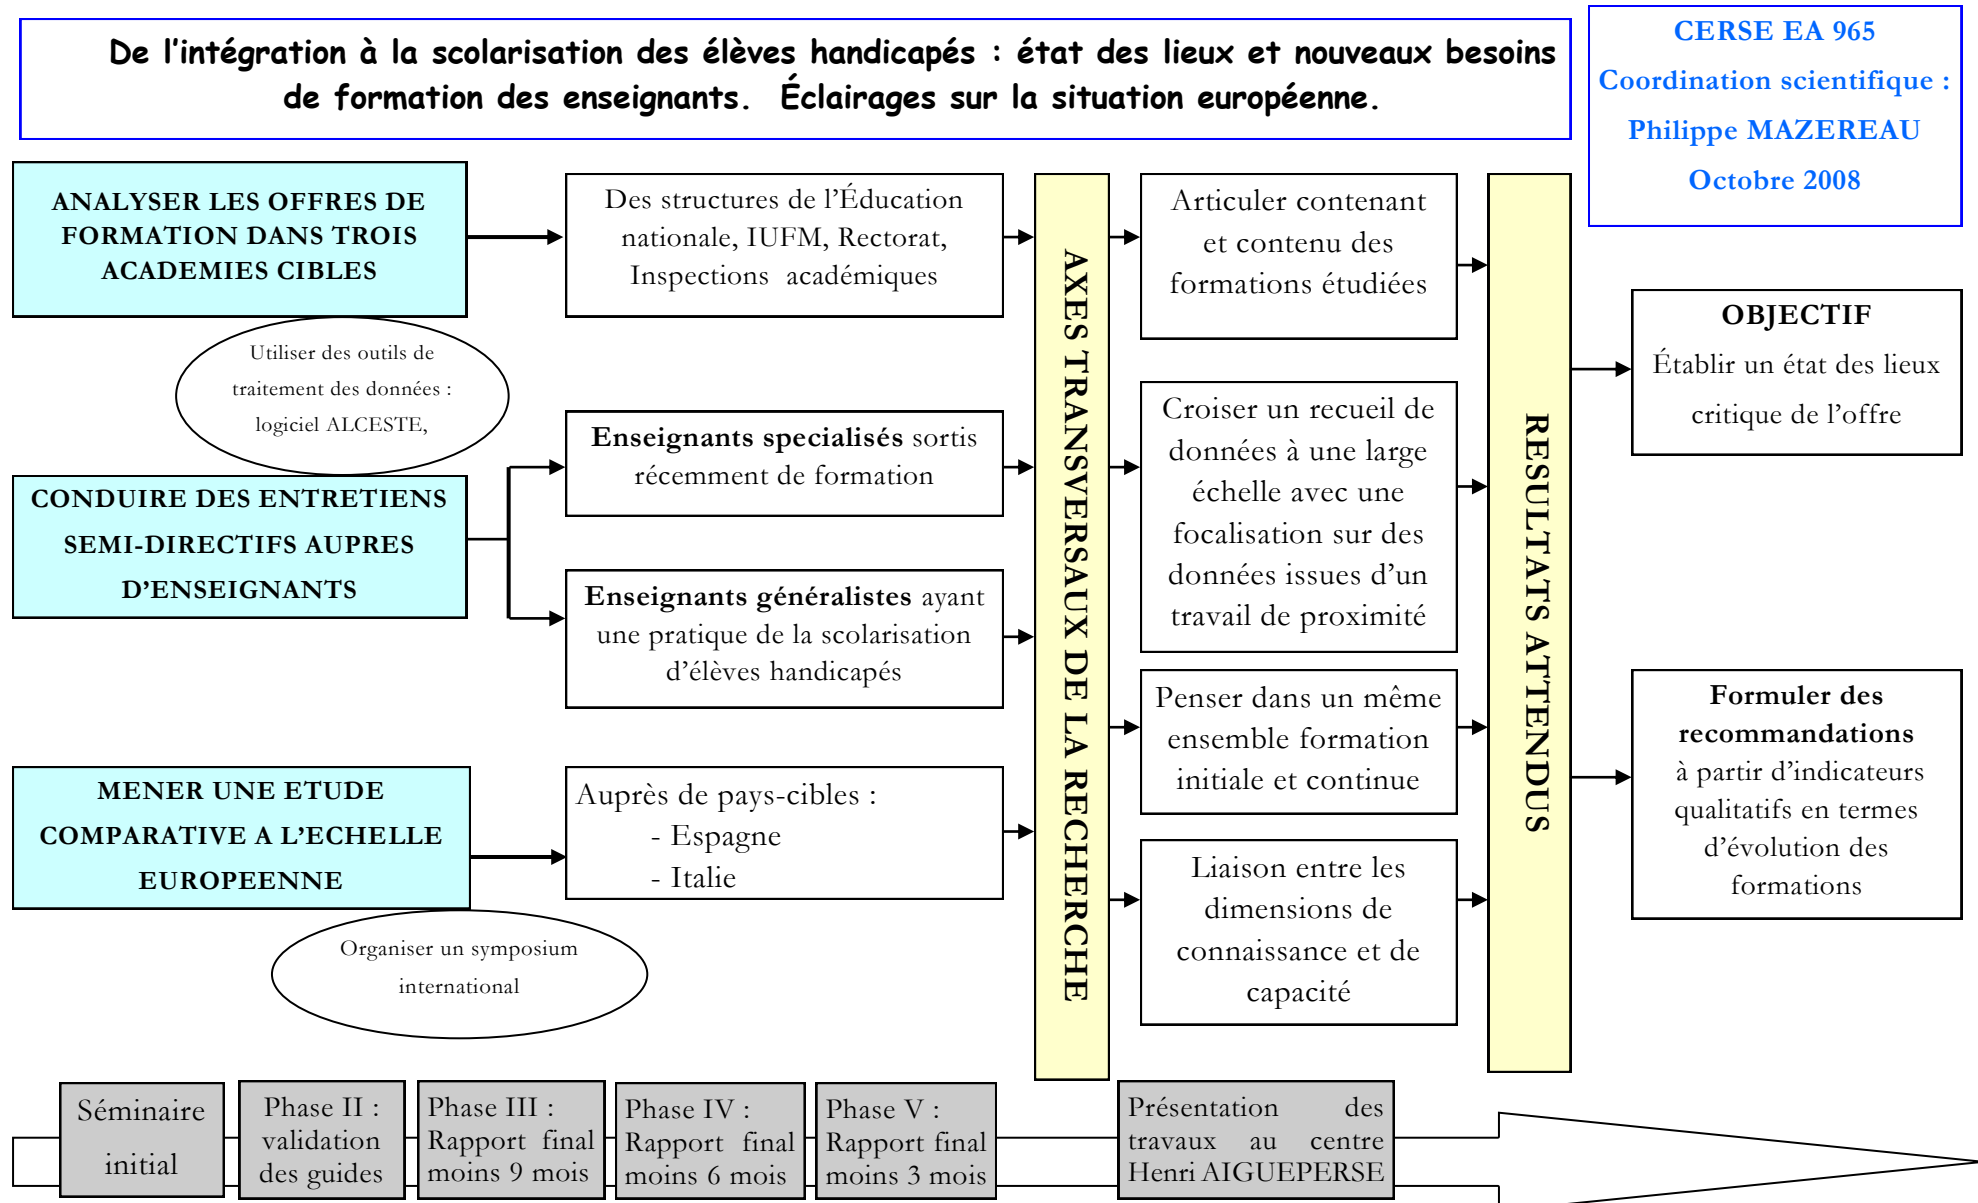 De l’intégration à la scolarisation des élèves handicapés : état des lieux et nouveaux besoins
de formation des enseignants. Éclairages sur la situation européenne.
CERSE EA 965
Coordination scientifique :
Philippe MAZEREAU
Octobre 2008
ANALYSER LES OFFRES DE
FORMATION DANS TROIS
ACADEMIES CIBLES
Des structures de l’Éducation
nationale, IUFM, Rectorat,
Inspections académiques
Utiliser des outils de
traitement des données :
logiciel ALCESTE,
CONDUIRE DES ENTRETIENS
SEMI-DIRECTIFS AUPRES
D’ENSEIGNANTS
Enseignants specialisés sortis
récemment de formation
Enseignants généralistes ayant
une pratique de la scolarisation
d’élèves handicapés
MENER UNE ETUDE
COMPARATIVE A L’ECHELLE
EUROPEENNE
Auprès de pays-cibles :
- Espagne
- Italie
Organiser un symposium
international
AXES TRANSVERSAUX DE LA RECHERCHE
Articuler contenant
et contenu des
formations étudiées
Croiser un recueil de
données à une large
échelle avec une
focalisation sur des
données issues d’un
travail de proximité
Penser dans un même
ensemble formation
initiale et continue
Liaison entre les
dimensions de
connaissance et de
capacité
RESULTATS ATTENDUS
OBJECTIF
Établir un état des lieux
critique de l’offre
Formuler des
recommandations
à partir d’indicateurs
qualitatifs en termes
d’évolution des
formations
Séminaire
initial
Phase II :
validation
des guides
Phase III :
Rapport final
moins 9 mois
Phase IV :
Rapport final
moins 6 mois
Phase V :
Rapport final
moins 3 mois
Présentation des
travaux au centre
Henri AIGUEPERSE